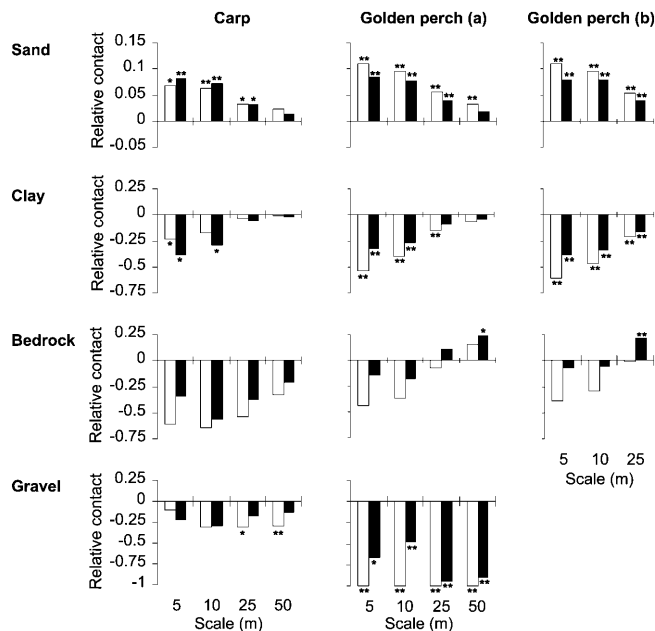 Carp Golden perch (a) Golden perch (b)
Sand
Relative contact
0.15
0.1
0.05
0
0.05
* ** ** ** * *
** ** ** ** ** ** **
** ** ** ** ** **
Clay
Relative contact
0.25
0
-0.25
-0.5
-0.75
* * *
** ** ** ** **
** ** ** ** ** **
Bedrock
Relative contact
0.25
0
-0.25
-0.5
-0.75
*
**
5 10 25
Scale (m)
Gravel
Relative contact
0.25
0
-0.25
-0.5
-0.75
-1
* **
** * ** ** ** ** ** **
5 10 25 50 5 10 25 50
Scale (m) Scale (m)